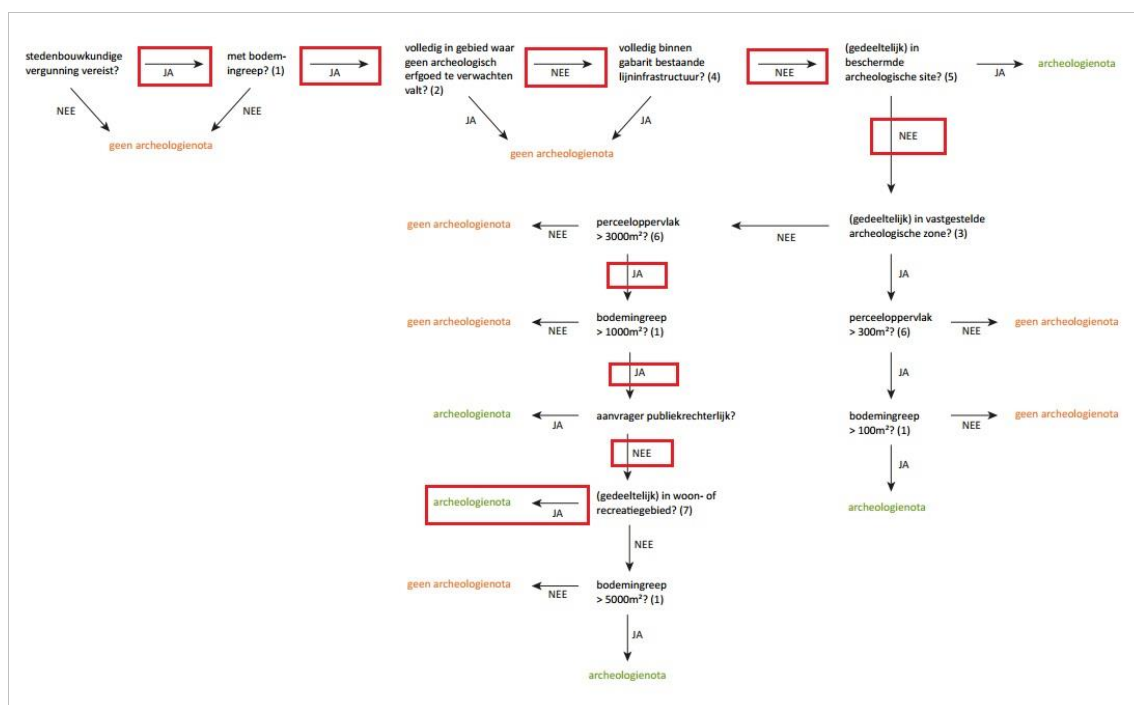 stedenbouwkundige
vergunning vereist?
JA
met bodem-
ingreep? (1)
JA
volledig in gebied waar
geen archeologisch
erfgoed te verwachten
valt? (2)
NEE
volledig binnen
gabarit bestaande
lijninfrastructuur? (4)
NEE
(gedeeltelijk) in
beschermde
archeologische site? (5)
JA
archeologienota
NEE
NEE
geen archeologienota
JA
JA
geen archeologienota
NEE
geen archeologienota
NEE
perceeloppervlak
> 3000m²? (6)
NEE
(gedeeltelijk) in vastgestelde
archeologische zone? (3)
JA
JA
geen archeologienota
NEE
bodemingreep
> 1000m²? (1)
perceeloppervlak
> 300m²? (6)
NEE
geen archeologienota
JA
JA
archeologienota
JA
aanvrager publiekrechterlijk?
bodemingreep
> 100m²? (1)
NEE
geen archeologienota
NEE
JA
archeologienota
JA
(gedeeltelijk) in woon- of
recreatiegebied? (7)
archeologienota
NEE
geen archeologienota
NEE
bodemingreep
> 5000m²? (1)
JA
archeologienota